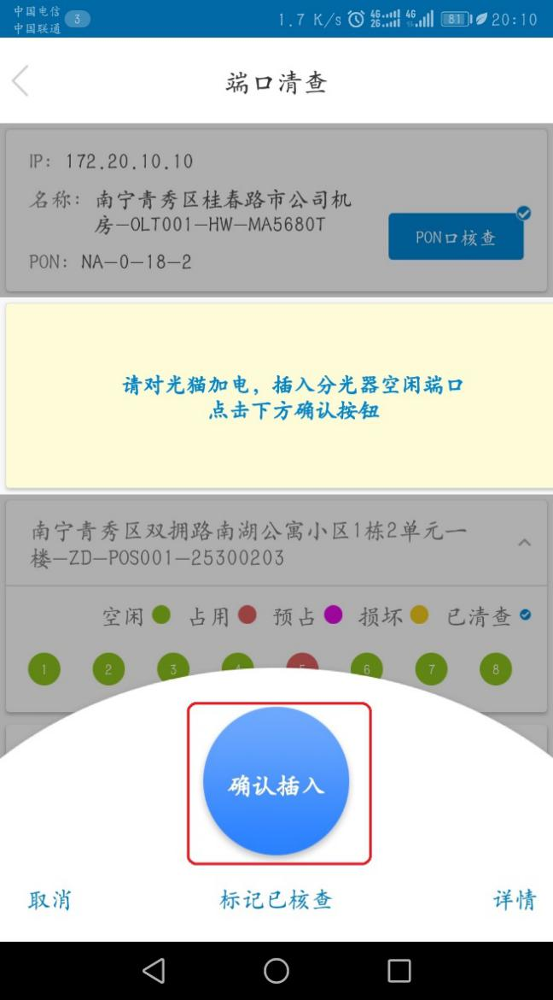 中国电信
中国联通
3
1.7 K/s
4G
2G
4G
81
20:10
端口清查
IP: 172.20.10.10
名称: 南宁青秀区桂春路市公司机
房-OLT001-HW-MA5680T
PON口核查
PON: NA-0-18-2
请对光猫加电，插入分光器空闲端口
点击下方确认按钮
南宁青秀区双拥路南湖公寓小区1栋2单元一
楼-ZD-POS001-25300203
空闲 占用 预占 损坏 已清查
1 2 3 4 5 6 7 8
确认插入
取消 标记已核查 详情